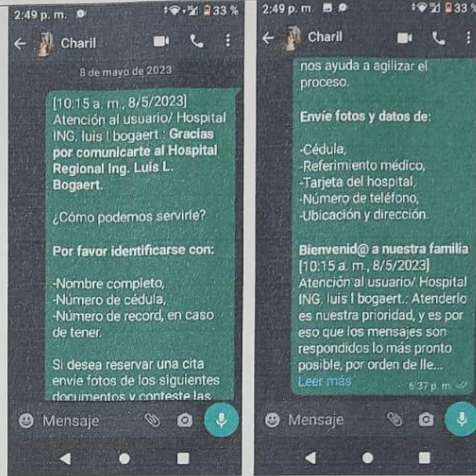 2:49 p. m.
33 %
Charil
8 de mayo de 2023
[10:15 a. m., 8/5/2023]
Atención al usuario/ Hospital
ING. luis l bogaert.: Gracias
por comunicarte al Hospital
Regional Ing. Luis L.
Bogaert.
¿Cómo podemos servirle?
Por favor identificarse con:
-Nombre completo,
-Número de cédula,
-Número de record, en caso
de tener.
Si desea reservar una cita
envie fotos de los siguientes
documentos y conteste las
Mensaje
2:49 p. m.
33 %
Charil
nos ayuda a agilizar el
proceso.
Envíe fotos y datos de:
-Cédula,
-Referimiento médico,
-Tarjeta del hospital,
-Número de teléfono,
-Ubicación y dirección.
Bienvenid@ a nuestra familia
[10:15 a. m., 8/5/2023]
Atención al usuario/ Hospital
ING. luis l bogaert.: Atenderlo
es nuestra prioridad, y es por
eso que los mensajes son
respondidos lo más pronto
posible, por orden de lle...
Leer más
6:37 p. m.
Mensaje